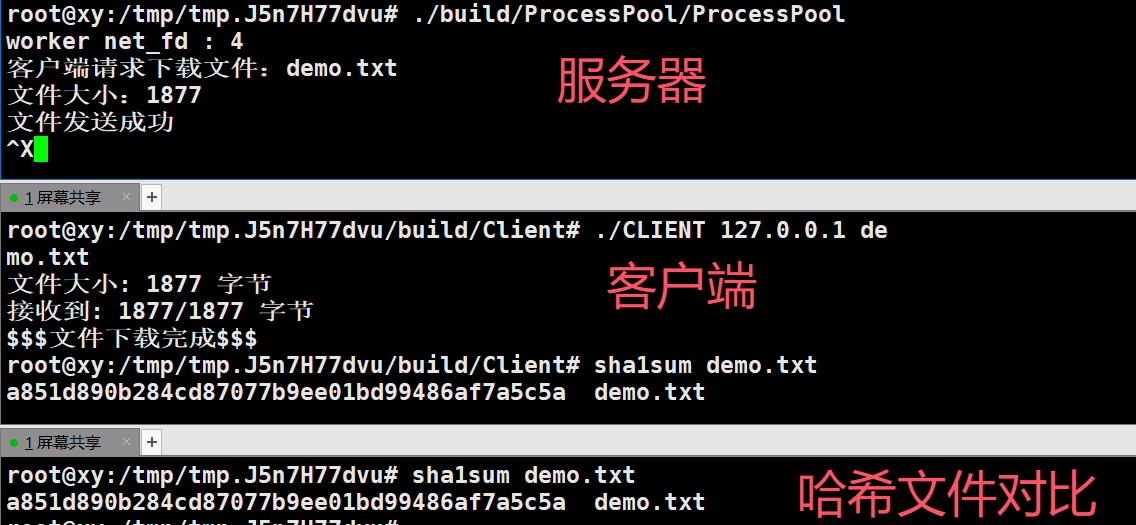 root@xy:/tmp/tmp.J5n7H77dvu# ./build/ProcessPool/ProcessPool
worker net_fd : 4
客户端请求下载文件：demo.txt
文件大小：1877
文件发送成功
^X
服务器
1 屏幕共享 × +
root@xy:/tmp/tmp.J5n7H77dvu/build/Client# ./CLIENT 127.0.0.1 de
mo.txt
文件大小: 1877 字节
接收到: 1877/1877 字节
$$$文件下载完成$$$
root@xy:/tmp/tmp.J5n7H77dvu/build/Client# sha1sum demo.txt
a851d890b284cd87077b9ee01bd99486af7a5c5a  demo.txt
客户端
1 屏幕共享 × +
root@xy:/tmp/tmp.J5n7H77dvu# sha1sum demo.txt
a851d890b284cd87077b9ee01bd99486af7a5c5a  demo.txt
哈希文件对比